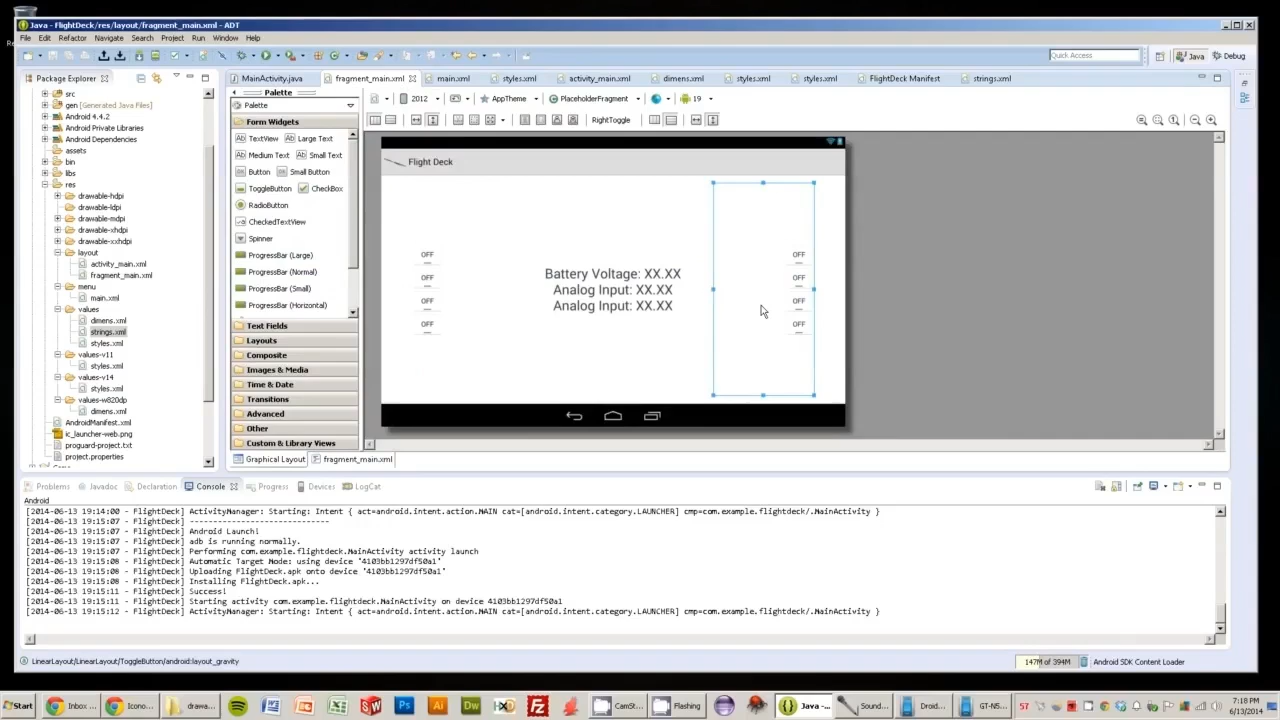 Java - FlightDeck/res/layout/fragment_main.xml - ADT
File Edit Refactor Navigate Search Project Run Window Help
Quick Access
Java
Debug
Package Explorer
src
gen [Generated Java Files]
Android 4.4.2
Android Private Libraries
Android Dependencies
assets
bin
libs
res
drawable-hdpi
drawable-ldpi
drawable-mdpi
drawable-xhdpi
drawable-xxhdpi
layout
activity_main.xml
fragment_main.xml
menu
main.xml
values
dimens.xml
strings.xml
styles.xml
values-v11
styles.xml
values-v14
styles.xml
values-w820dp
dimens.xml
AndroidManifest.xml
ic_launcher-web.png
proguard-project.txt
project.properties
MainActivity.java fragment_main.xml main.xml styles.xml activity_main.xml dimens.xml styles.xml styles.xml FlightDeck Manifest strings.xml
Palette
Palette
Form Widgets
TextView Large Text
Medium Text Small Text
Button Small Button
ToggleButton CheckBox
RadioButton
CheckedTextView
Spinner
ProgressBar (Large)
ProgressBar (Normal)
ProgressBar (Small)
ProgressBar (Horizontal)
Text Fields
Layouts
Composite
Images & Media
Time & Date
Transitions
Advanced
Other
Custom & Library Views
Graphical Layout fragment_main.xml
2012 AppTheme PlaceholderFragment 19
RightToggle
Flight Deck
OFF
OFF
OFF
OFF
Battery Voltage: XX.XX
Analog Input: XX.XX
Analog Input: XX.XX
OFF
OFF
OFF
OFF
Problems Javadoc Declaration Console Progress Devices LogCat
Android
[2014-06-13 19:14:00 - FlightDeck] ActivityManager: Starting: Intent { act=android.intent.action.MAIN cat=[android.intent.category.LAUNCHER] cmp=com.example.flightdeck/.MainActivity }
[2014-06-13 19:15:07 - FlightDeck] ------------------------------
[2014-06-13 19:15:07 - FlightDeck] Android Launch!
[2014-06-13 19:15:07 - FlightDeck] adb is running normally.
[2014-06-13 19:15:07 - FlightDeck] Performing com.example.flightdeck.MainActivity activity launch
[2014-06-13 19:15:08 - FlightDeck] Automatic Target Mode: using device '4103bb1297df50a1'
[2014-06-13 19:15:08 - FlightDeck] Uploading FlightDeck.apk onto device '4103bb1297df50a1'
[2014-06-13 19:15:08 - FlightDeck] Installing FlightDeck.apk...
[2014-06-13 19:15:11 - FlightDeck] Success!
[2014-06-13 19:15:11 - FlightDeck] Starting activity com.example.flightdeck.MainActivity on device 4103bb1297df50a1
[2014-06-13 19:15:12 - FlightDeck] ActivityManager: Starting: Intent { act=android.intent.action.MAIN cat=[android.intent.category.LAUNCHER] cmp=com.example.flightdeck/.MainActivity }
LinearLayout/LinearLayout/ToggleButton/android:layout_gravity
147M of 394M
Android SDK Content Loader
Start Inbox ... Icono... drawa... CamSt... Flashing Java -... Sound... Droid... GT-N5...
7:18 PM
6/13/2014